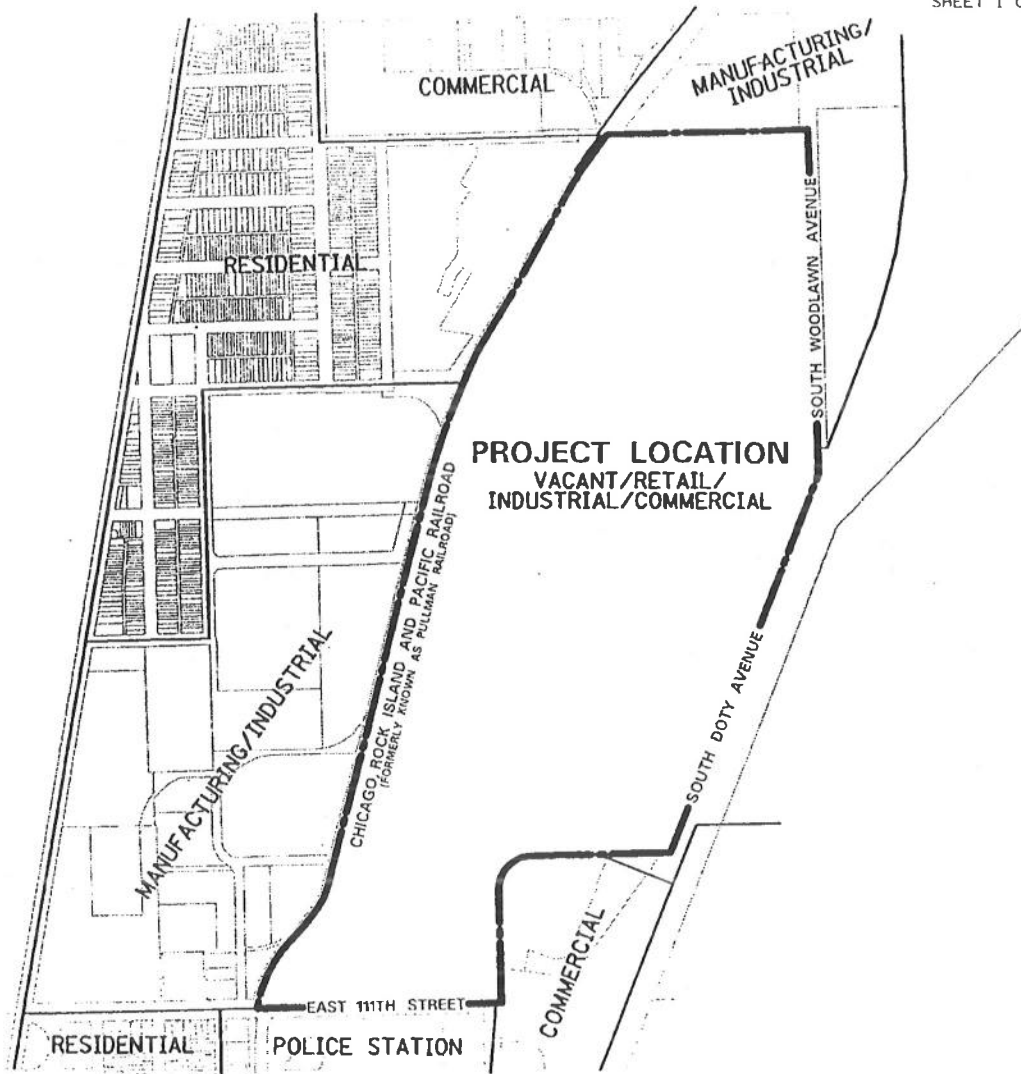 SHEET 1
COMMERCIAL
MANUFACTURING/
INDUSTRIAL
RESIDENTIAL
SOUTH WOODLAWN AVENUE
PROJECT LOCATION
VACANT/RETAIL/
INDUSTRIAL/COMMERCIAL
CHICAGO, ROCK ISLAND AND PACIFIC RAILROAD
(FORMERLY KNOWN AS PULLMAN RAILROAD)
MANUFACTURING/INDUSTRIAL
SOUTH DOTY AVENUE
COMMERCIAL
EAST 111TH STREET
RESIDENTIAL
POLICE STATION